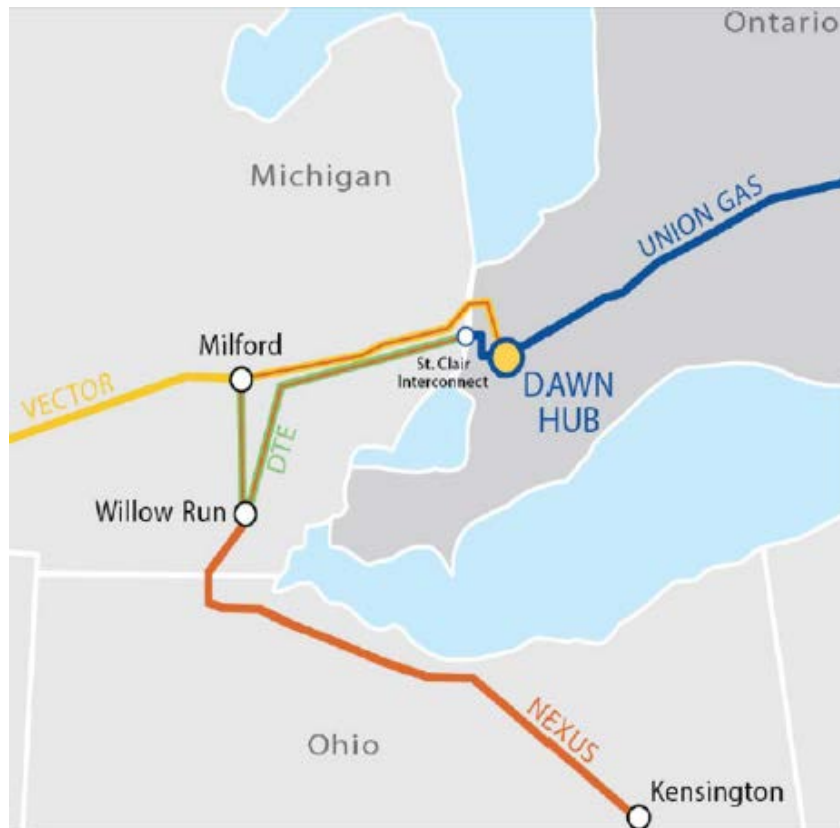 Ontario
Michigan
UNION GAS
Milford
St. Clair
Interconnect
DAWN
HUB
VECTOR
DTE
Willow Run
NEXUS
Ohio
Kensington